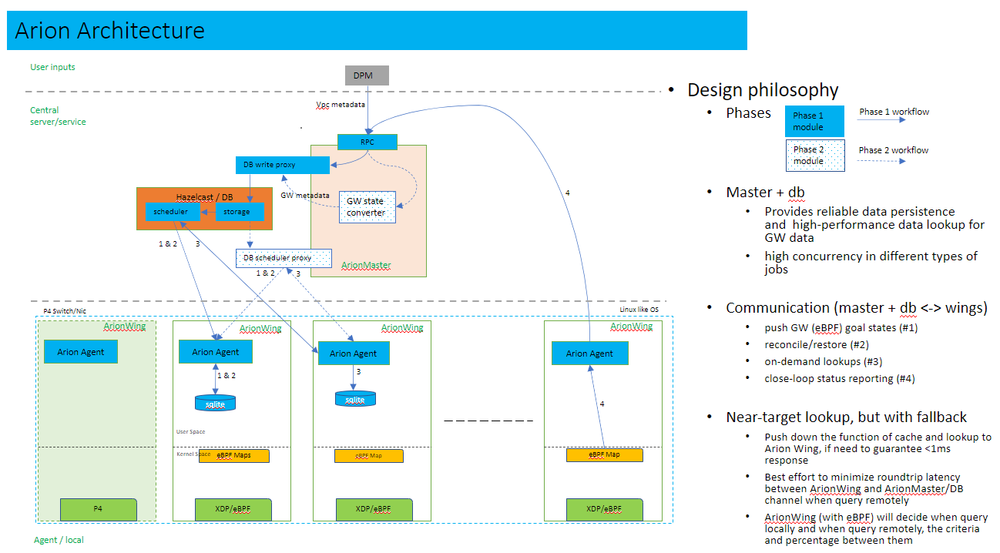 Arion Architecture
User inputs
DPM
Vpc metadata
Central
server/service
RPC
DB write proxy
GW metadata
Hazelcast / DB
scheduler
storage
GW state
converter
4
1 & 2
3
DB scheduler proxy
1 & 2
3
ArionMaster
P4 Switch/Nic
Linux like OS
ArionWing
ArionWing
ArionWing
ArionWing
Arion Agent
Arion Agent
Arion Agent
Arion Agent
1 & 2
3
sqlite
sqlite
4
User Space
Kernel Space
eBPF Maps
eBPF Map
eBPF Map
P4
XDP/eBPF
XDP/eBPF
XDP/eBPF
Agent / local
• Design philosophy
• Phases
Phase 1
module
Phase 1 workflow
Phase 2
module
Phase 2 workflow
• Master + db
• Provides reliable data persistence
and high-performance data lookup for
GW data
• high concurrency in different types of
jobs
• Communication (master + db <-> wings)
• push GW (eBPF) goal states (#1)
• reconcile/restore (#2)
• on-demand lookups (#3)
• close-loop status reporting (#4)
• Near-target lookup, but with fallback
• Push down the function of cache and lookup to
Arion Wing, if need to guarantee <1ms
response
• Best effort to minimize roundtrip latency
between ArionWing and ArionMaster/DB
channel when query remotely
• ArionWing (with eBPF) will decide when query
locally and when query remotely, the criteria
and percentage between them